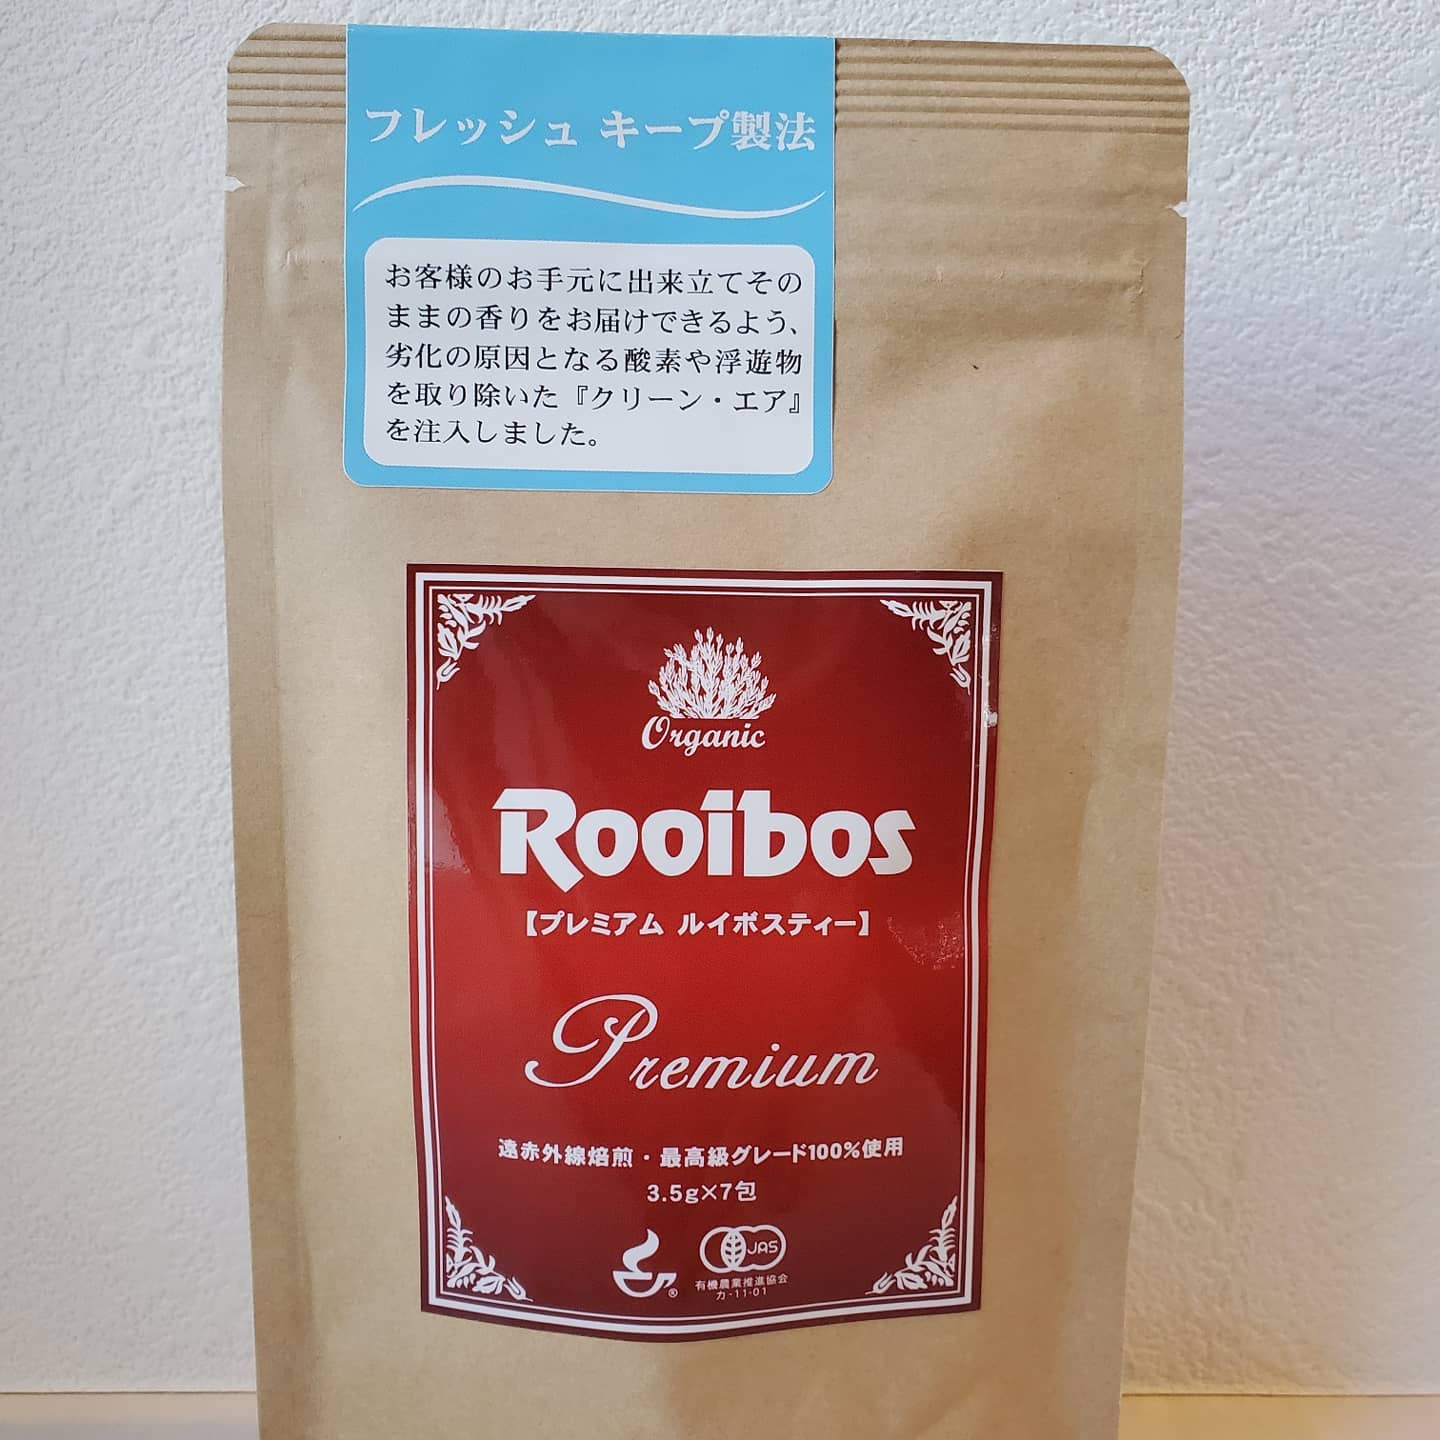 フレッシュ キープ製法
お客様のお手元に出来立てその
ままの香りをお届けできるよう、
劣化の原因となる酸素や浮遊物
を取り除いた『クリーン・エア』
を注入しました。
Organic
Rooibos
【プレミアム ルイボスティー】
Premium
遠赤外線焙煎・最高級グレード100%使用
3.5g×7包
®
JAS
有機農業推進協会
カ-11-01